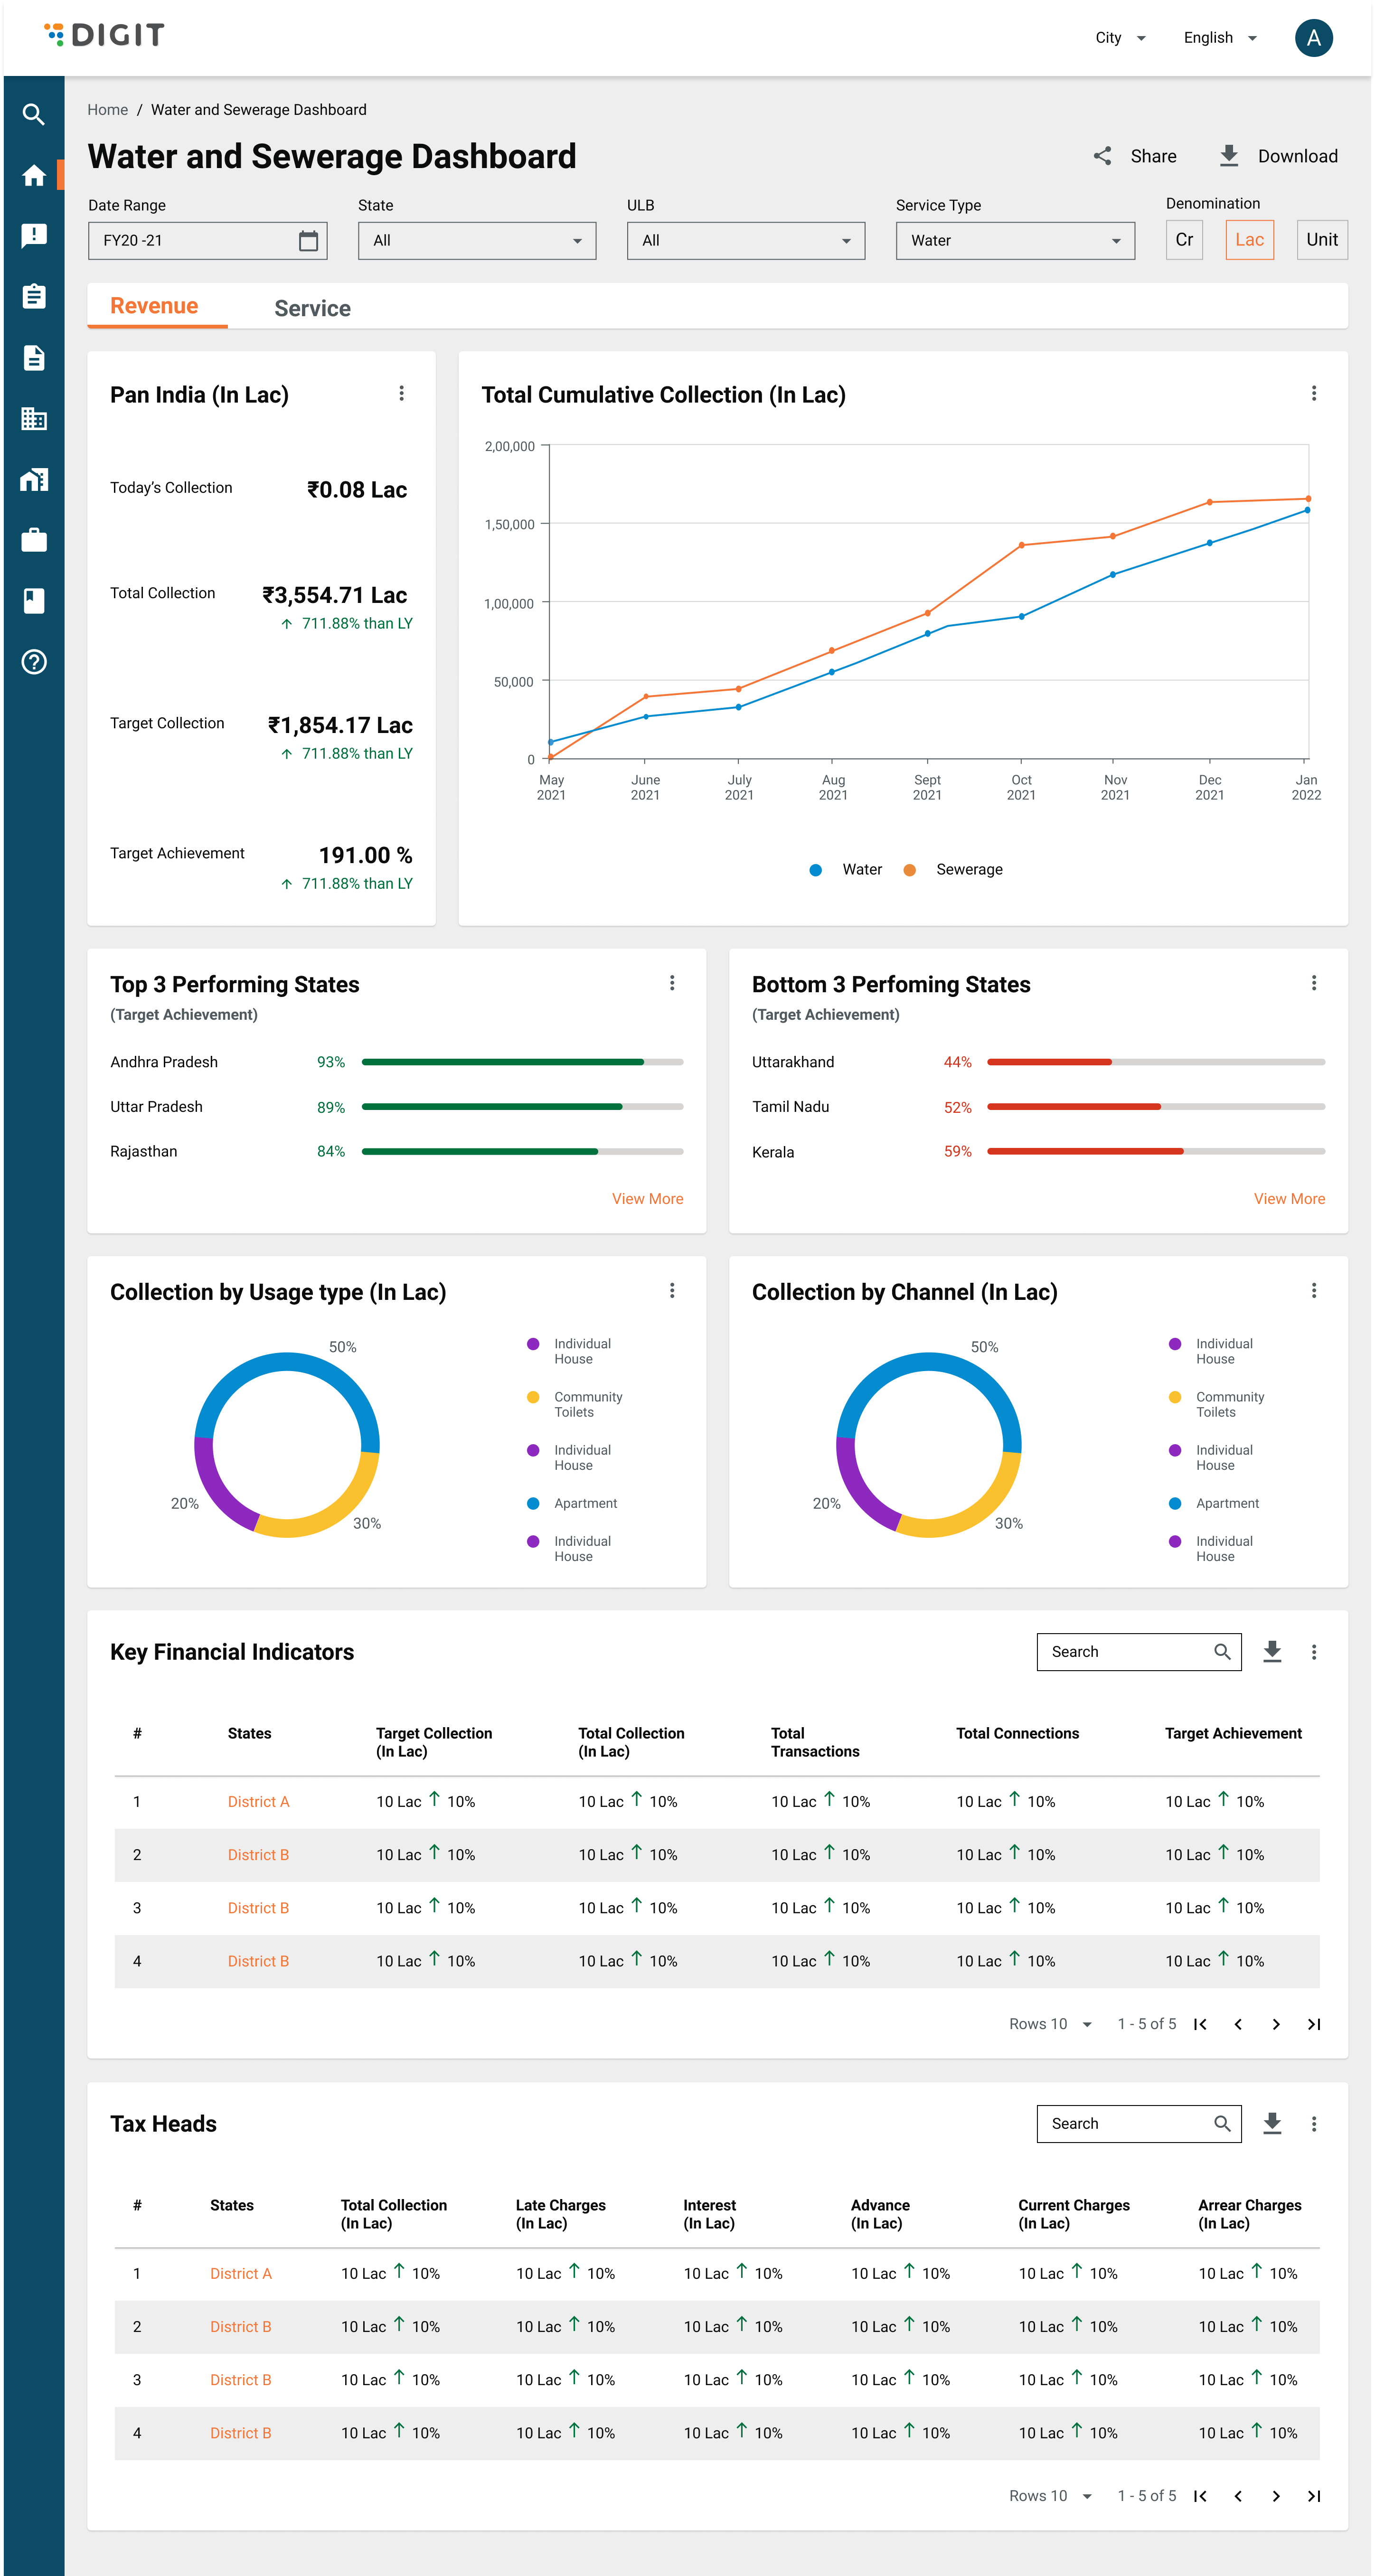 DIGIT
City
English
A
Home / Water and Sewerage Dashboard
Water and Sewerage Dashboard
Share
Download
Date Range
State
ULB
Service Type
Denomination
FY20 -21
All
All
Water
Cr
Lac
Unit
Revenue
Service
Pan India (In Lac)
Today’s Collection
₹0.08 Lac
Total Collection
₹3,554.71 Lac
711.88% than LY
Target Collection
₹1,854.17 Lac
711.88% than LY
Target Achievement
191.00 %
711.88% than LY
Total Cumulative Collection (In Lac)
2,00,000
1,50,000
1,00,000
50,000
0
May
2021
June
2021
July
2021
Aug
2021
Sept
2021
Oct
2021
Nov
2021
Dec
2021
Jan
2022
Water
Sewerage
Top 3 Performing States
(Target Achievement)
Andhra Pradesh 93%
Uttar Pradesh 89%
Rajasthan 84%
View More
Bottom 3 Perfoming States
(Target Achievement)
Uttarakhand 44%
Tamil Nadu 52%
Kerala 59%
View More
Collection by Usage type (In Lac)
50%
20%
30%
Individual
House
Community
Toilets
Individual
House
Apartment
Individual
House
Collection by Channel (In Lac)
50%
20%
30%
Individual
House
Community
Toilets
Individual
House
Apartment
Individual
House
Key Financial Indicators
Search
# States Target Collection Total Collection Total Total Connections Target Achievement
(In Lac) (In Lac) Transactions
1 District A 10 Lac ↑ 10% 10 Lac ↑ 10% 10 Lac ↑ 10% 10 Lac ↑ 10% 10 Lac ↑ 10%
2 District B 10 Lac ↑ 10% 10 Lac ↑ 10% 10 Lac ↑ 10% 10 Lac ↑ 10% 10 Lac ↑ 10%
3 District B 10 Lac ↑ 10% 10 Lac ↑ 10% 10 Lac ↑ 10% 10 Lac ↑ 10% 10 Lac ↑ 10%
4 District B 10 Lac ↑ 10% 10 Lac ↑ 10% 10 Lac ↑ 10% 10 Lac ↑ 10% 10 Lac ↑ 10%
Rows 10 1 - 5 of 5
Tax Heads
Search
# States Total Collection Late Charges Interest Advance Current Charges Arrear Charges
(In Lac) (In Lac) (In Lac) (In Lac) (In Lac) (In Lac)
1 District A 10 Lac ↑ 10% 10 Lac ↑ 10% 10 Lac ↑ 10% 10 Lac ↑ 10% 10 Lac ↑ 10% 10 Lac ↑ 10%
2 District B 10 Lac ↑ 10% 10 Lac ↑ 10% 10 Lac ↑ 10% 10 Lac ↑ 10% 10 Lac ↑ 10% 10 Lac ↑ 10%
3 District B 10 Lac ↑ 10% 10 Lac ↑ 10% 10 Lac ↑ 10% 10 Lac ↑ 10% 10 Lac ↑ 10% 10 Lac ↑ 10%
4 District B 10 Lac ↑ 10% 10 Lac ↑ 10% 10 Lac ↑ 10% 10 Lac ↑ 10% 10 Lac ↑ 10% 10 Lac ↑ 10%
Rows 10 1 - 5 of 5